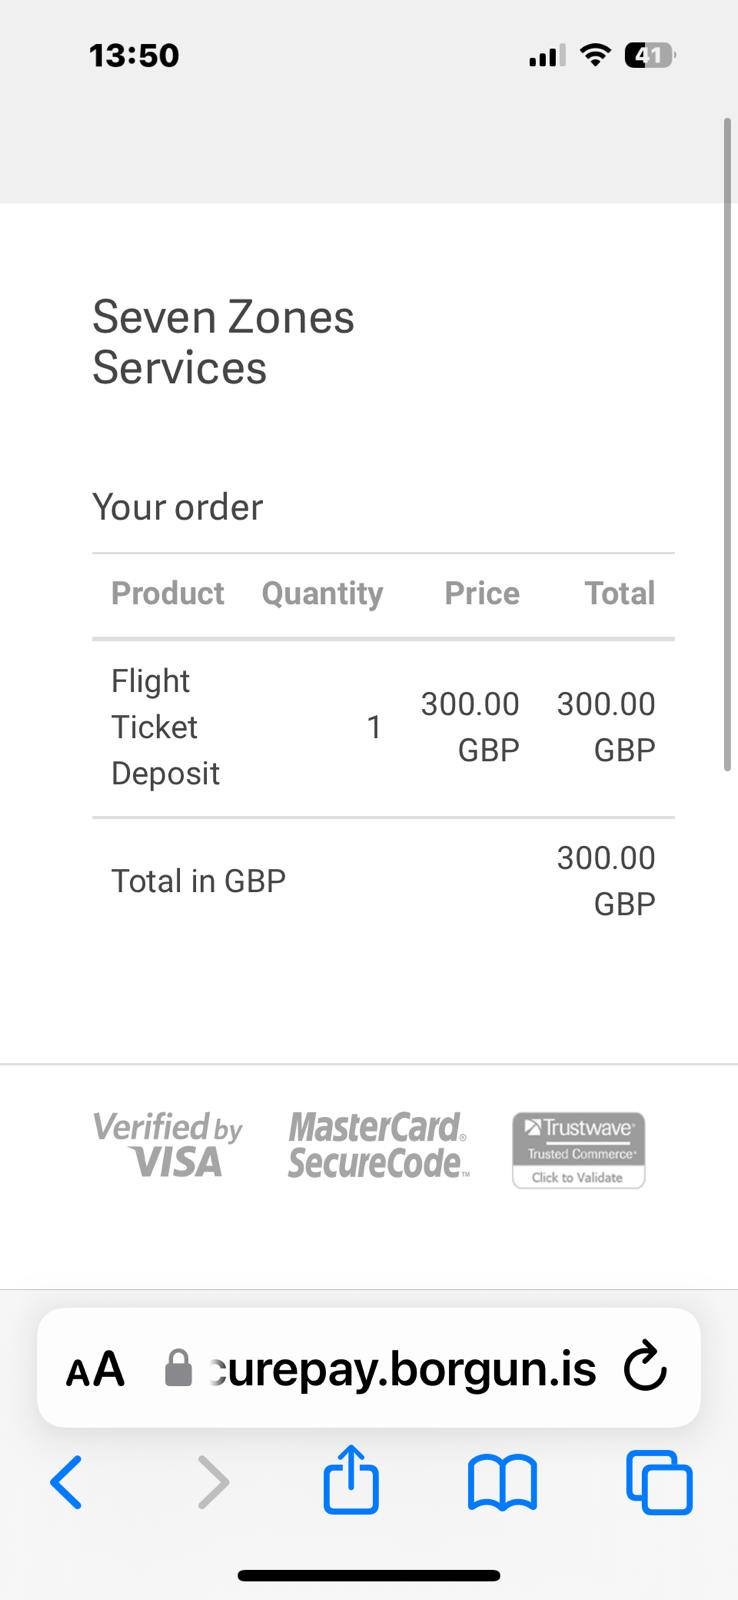 13:50
41
Seven Zones
Services
Your order
Product Quantity Price Total
Flight
Ticket
Deposit
1
300.00
GBP
300.00
GBP
Total in GBP
300.00
GBP
Verified by
VISA
MasterCard®
SecureCode™
Trustwave®
Trusted Commerce®
Click to Validate
AA
curepay.borgun.is